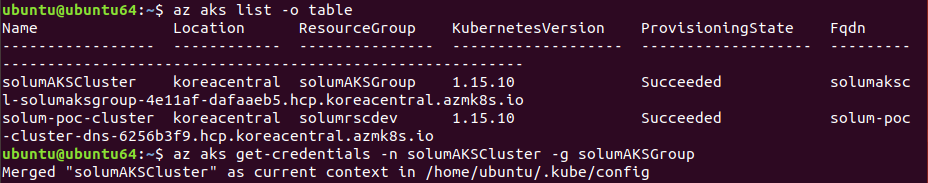 ubuntu@ubuntu64:~$ az aks list -o table
Name               Location      ResourceGroup    KubernetesVersion    ProvisioningState    Fqdn
-----------------  ------------  ---------------  -------------------  -------------------  ---------
----------------------------------------------------------
solumAKSCluster    koreacentral  solumAKSGroup    1.15.10              Succeeded            solumaksc
l-solumaksgroup-4e11af-dafaaeb5.hcp.koreacentral.azmk8s.io
solum-poc-cluster  koreacentral  solumrscdev      1.15.10              Succeeded            solum-poc
-cluster-dns-6256b3f9.hcp.koreacentral.azmk8s.io
ubuntu@ubuntu64:~$ az aks get-credentials -n solumAKSCluster -g solumAKSGroup
Merged "solumAKSCluster" as current context in /home/ubuntu/.kube/config